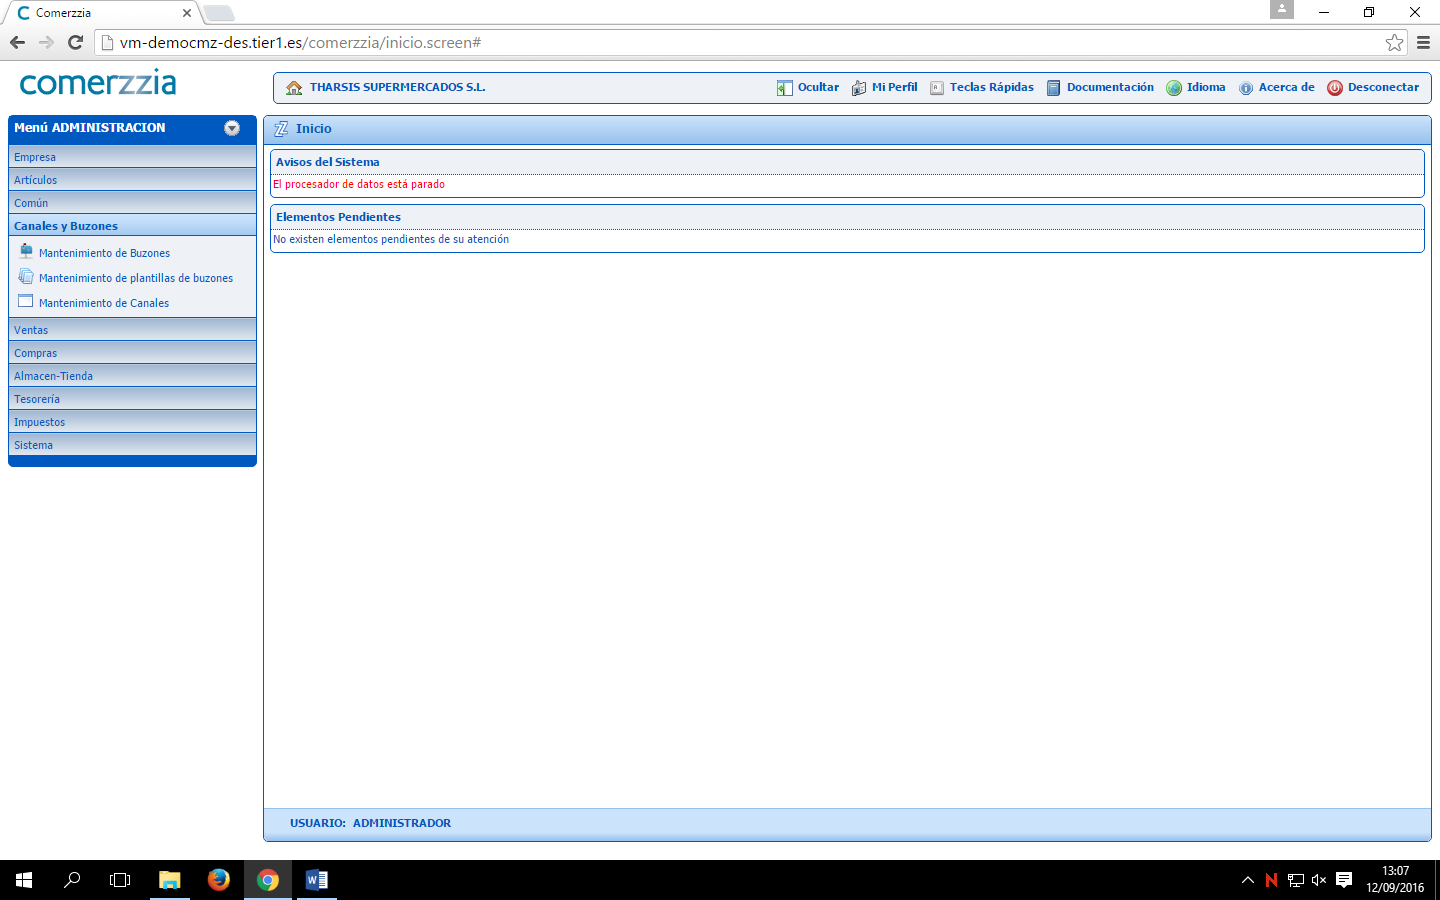 Comerzzia
vm-democmz-des.tier1.es/comerzzia/inicio.screen#
comerzzia
THARSIS SUPERMERCADOS S.L.
Ocultar
Mi Perfil
Teclas Rápidas
Documentación
Idioma
Acerca de
Desconectar
Menú ADMINISTRACION
Empresa
Artículos
Común
Canales y Buzones
Mantenimiento de Buzones
Mantenimiento de plantillas de buzones
Mantenimiento de Canales
Ventas
Compras
Almacen-Tienda
Tesorería
Impuestos
Sistema
Inicio
Avisos del Sistema
El procesador de datos está parado
Elementos Pendientes
No existen elementos pendientes de su atención
USUARIO: ADMINISTRADOR
13:07
12/09/2016